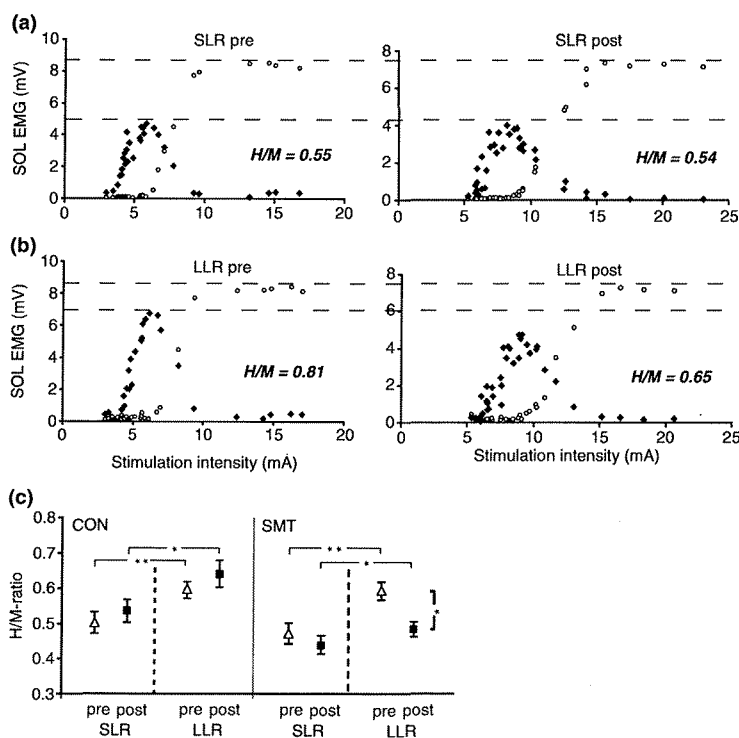 (a)
SLR pre
SLR post
SOL EMG (mV)
10
8
6
4
2
0
H/M = 0.55
0 5 10 15 20
8
6
4
2
0
H/M = 0.54
0 5 10 15 20 25
(b)
LLR pre
LLR post
SOL EMG (mV)
10
8
6
4
2
0
H/M = 0.81
0 5 10 15 20
Stimulation intensity (mA)
8
6
4
2
0
H/M = 0.65
0 5 10 15 20 25
Stimulation intensity (mA)
(c)
H/M-ratio
0.8
0.7
0.6
0.5
0.4
0.3
CON
*
**
SMT
**
*
*
pre post
SLR
pre post
LLR
pre post
SLR
pre post
LLR